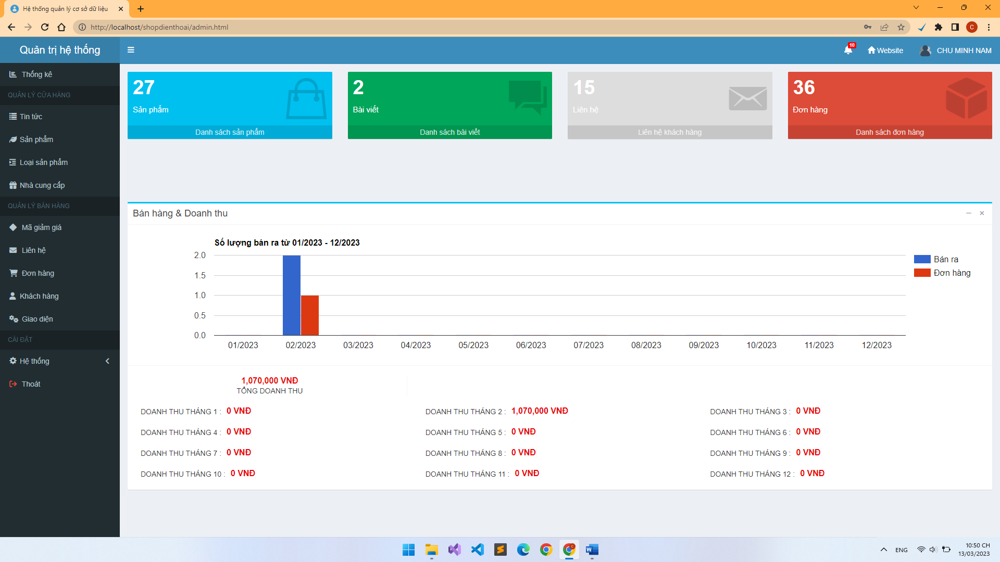 Hệ thống quản lý cơ sở dữ liệu
http://localhost/shopdienthoai/admin.html
C
Quản trị hệ thống
10
Website
CHU MINH NAM
Thống kê
QUẢN LÝ CỬA HÀNG
Tin tức
Sản phẩm
Loại sản phẩm
Nhà cung cấp
QUẢN LÝ BÁN HÀNG
Mã giảm giá
Liên hệ
Đơn hàng
Khách hàng
Giao diện
CÀI ĐẶT
Hệ thống
Thoát
27
Sản phẩm
Danh sách sản phẩm
2
Bài viết
Danh sách bài viết
15
Liên hệ
Liên hệ khách hàng
36
Đơn hàng
Danh sách đơn hàng
Bán hàng & Doanh thu
Số lượng bán ra từ 01/2023 - 12/2023
2.0
1.5
1.0
0.5
0.0
01/2023 02/2023 03/2023 04/2023 05/2023 06/2023 07/2023 08/2023 09/2023 10/2023 11/2023 12/2023
Bán ra
Đơn hàng
1,070,000 VNĐ
TỔNG DOANH THU
DOANH THU THÁNG 1 : 0 VNĐ
DOANH THU THÁNG 2 : 1,070,000 VNĐ
DOANH THU THÁNG 3 : 0 VNĐ
DOANH THU THÁNG 4 : 0 VNĐ
DOANH THU THÁNG 5 : 0 VNĐ
DOANH THU THÁNG 6 : 0 VNĐ
DOANH THU THÁNG 7 : 0 VNĐ
DOANH THU THÁNG 8 : 0 VNĐ
DOANH THU THÁNG 9 : 0 VNĐ
DOANH THU THÁNG 10 : 0 VNĐ
DOANH THU THÁNG 11 : 0 VNĐ
DOANH THU THÁNG 12 : 0 VNĐ
ENG
10:50 CH
13/03/2023